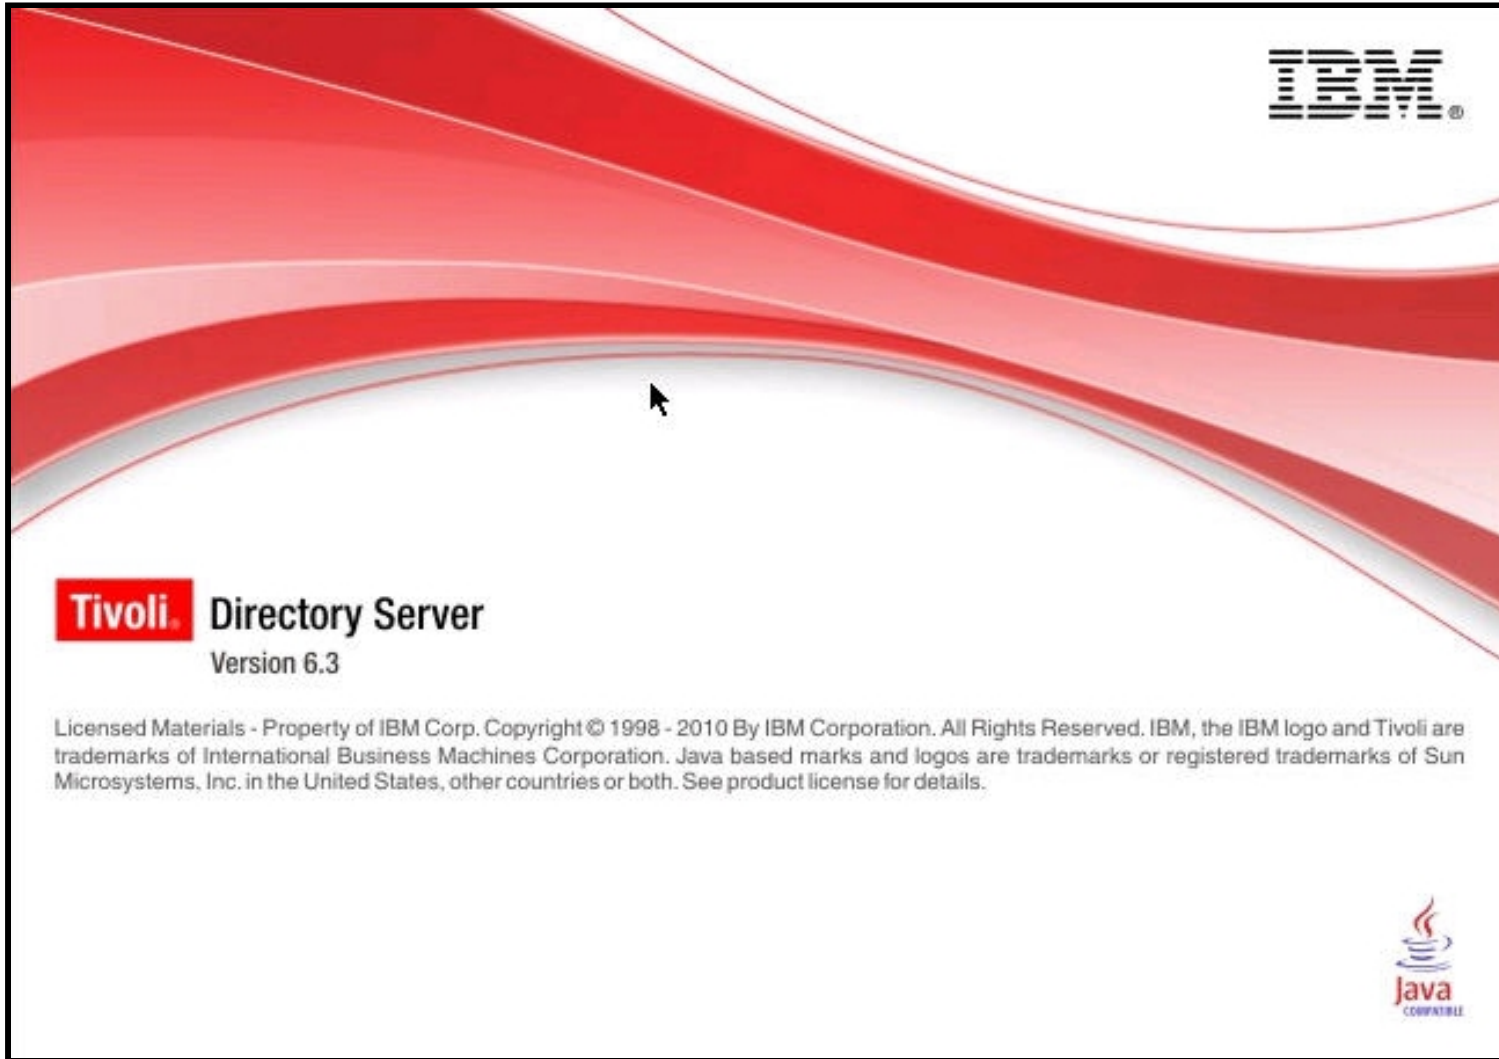 IBM®
Tivoli® Directory Server
Version 6.3
Licensed Materials - Property of IBM Corp. Copyright © 1998 - 2010 By IBM Corporation. All Rights Reserved. IBM, the IBM logo and Tivoli are
trademarks of International Business Machines Corporation. Java based marks and logos are trademarks or registered trademarks of Sun
Microsystems, Inc. in the United States, other countries or both. See product license for details.
Java
COMPATIBLE